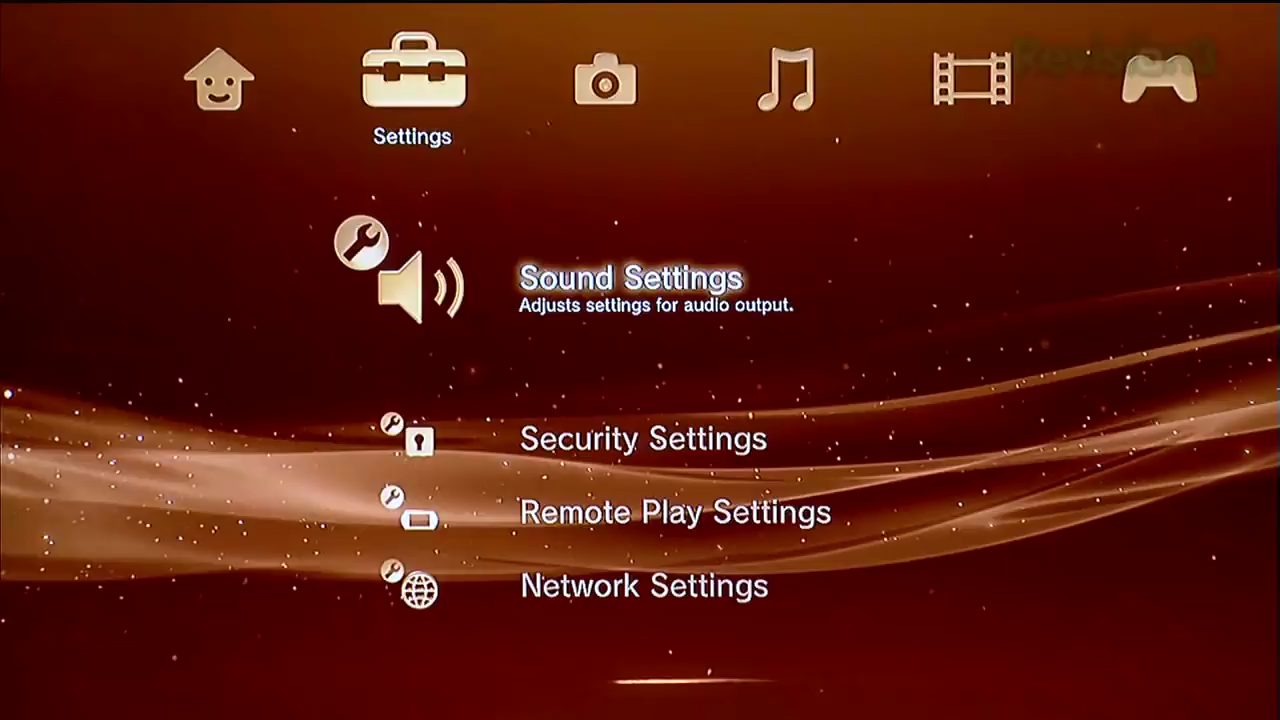 Settings
Sound Settings
Adjusts settings for audio output.
Security Settings
Remote Play Settings
Network Settings